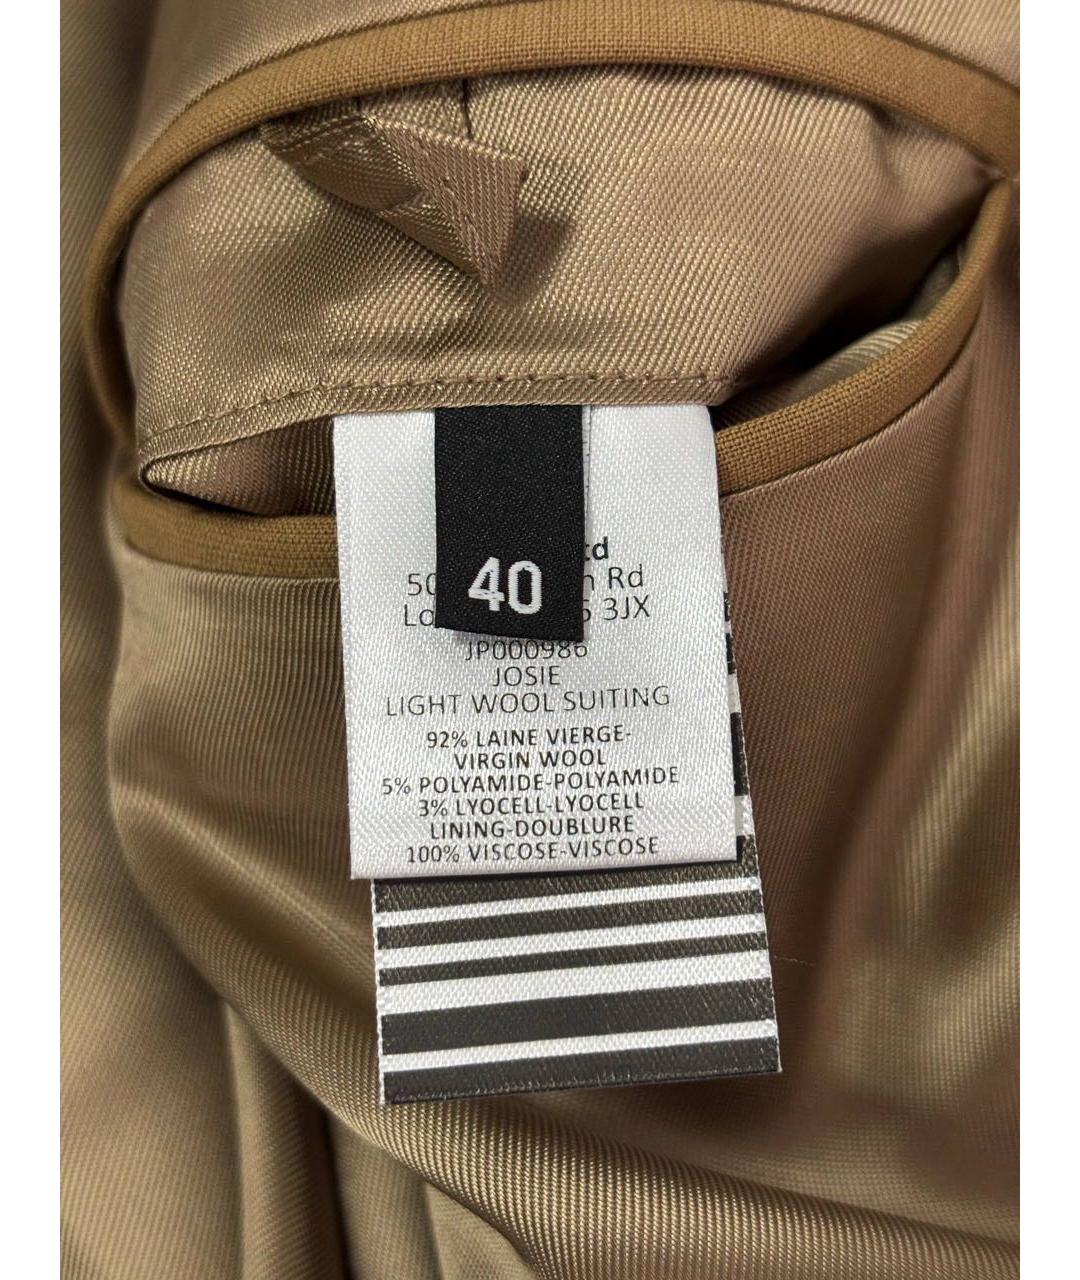 40
td
50 Rd
3JX
JP000986
JOSIE
LIGHT WOOL SUITING
92% LAINE VIERGE-
VIRGIN WOOL
5% POLYAMIDE-POLYAMIDE
3% LYOCELL-LYOCELL
LINING-DOUBLURE
100% VISCOSE-VISCOSE